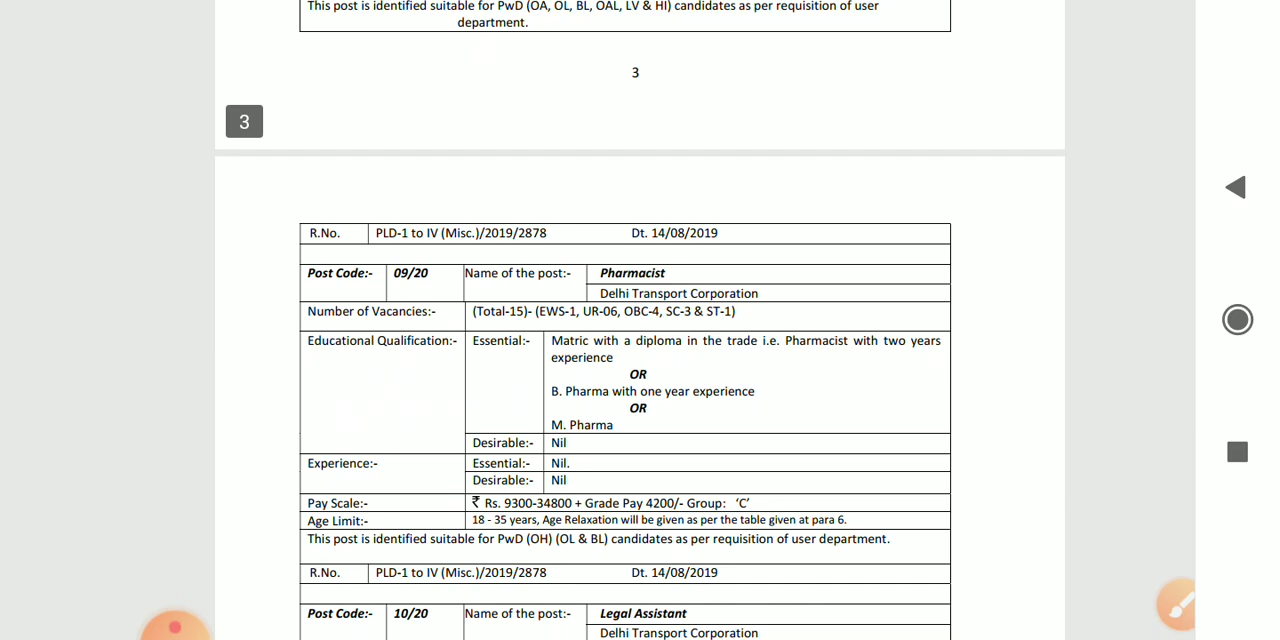 This post is identified suitable for PwD (OA, OL, BL, OAL, LV & HI) candidates as per requisition of user
department.
3
3
R.No. PLD-1 to IV (Misc.)/2019/2878 Dt. 14/08/2019
Post Code:- 09/20 Name of the post:- Pharmacist
Delhi Transport Corporation
Number of Vacancies:- (Total-15)- (EWS-1, UR-06, OBC-4, SC-3 & ST-1)
Educational Qualification:- Essential:- Matric with a diploma in the trade i.e. Pharmacist with two years
experience
OR
B. Pharma with one year experience
OR
M. Pharma
Desirable:- Nil
Experience:- Essential:- Nil.
Desirable:- Nil
Pay Scale:- ₹ Rs. 9300-34800 + Grade Pay 4200/- Group: ‘C’
Age Limit:- 18 - 35 years, Age Relaxation will be given as per the table given at para 6.
This post is identified suitable for PwD (OH) (OL & BL) candidates as per requisition of user department.
R.No. PLD-1 to IV (Misc.)/2019/2878 Dt. 14/08/2019
Post Code:- 10/20 Name of the post:- Legal Assistant
Delhi Transport Corporation